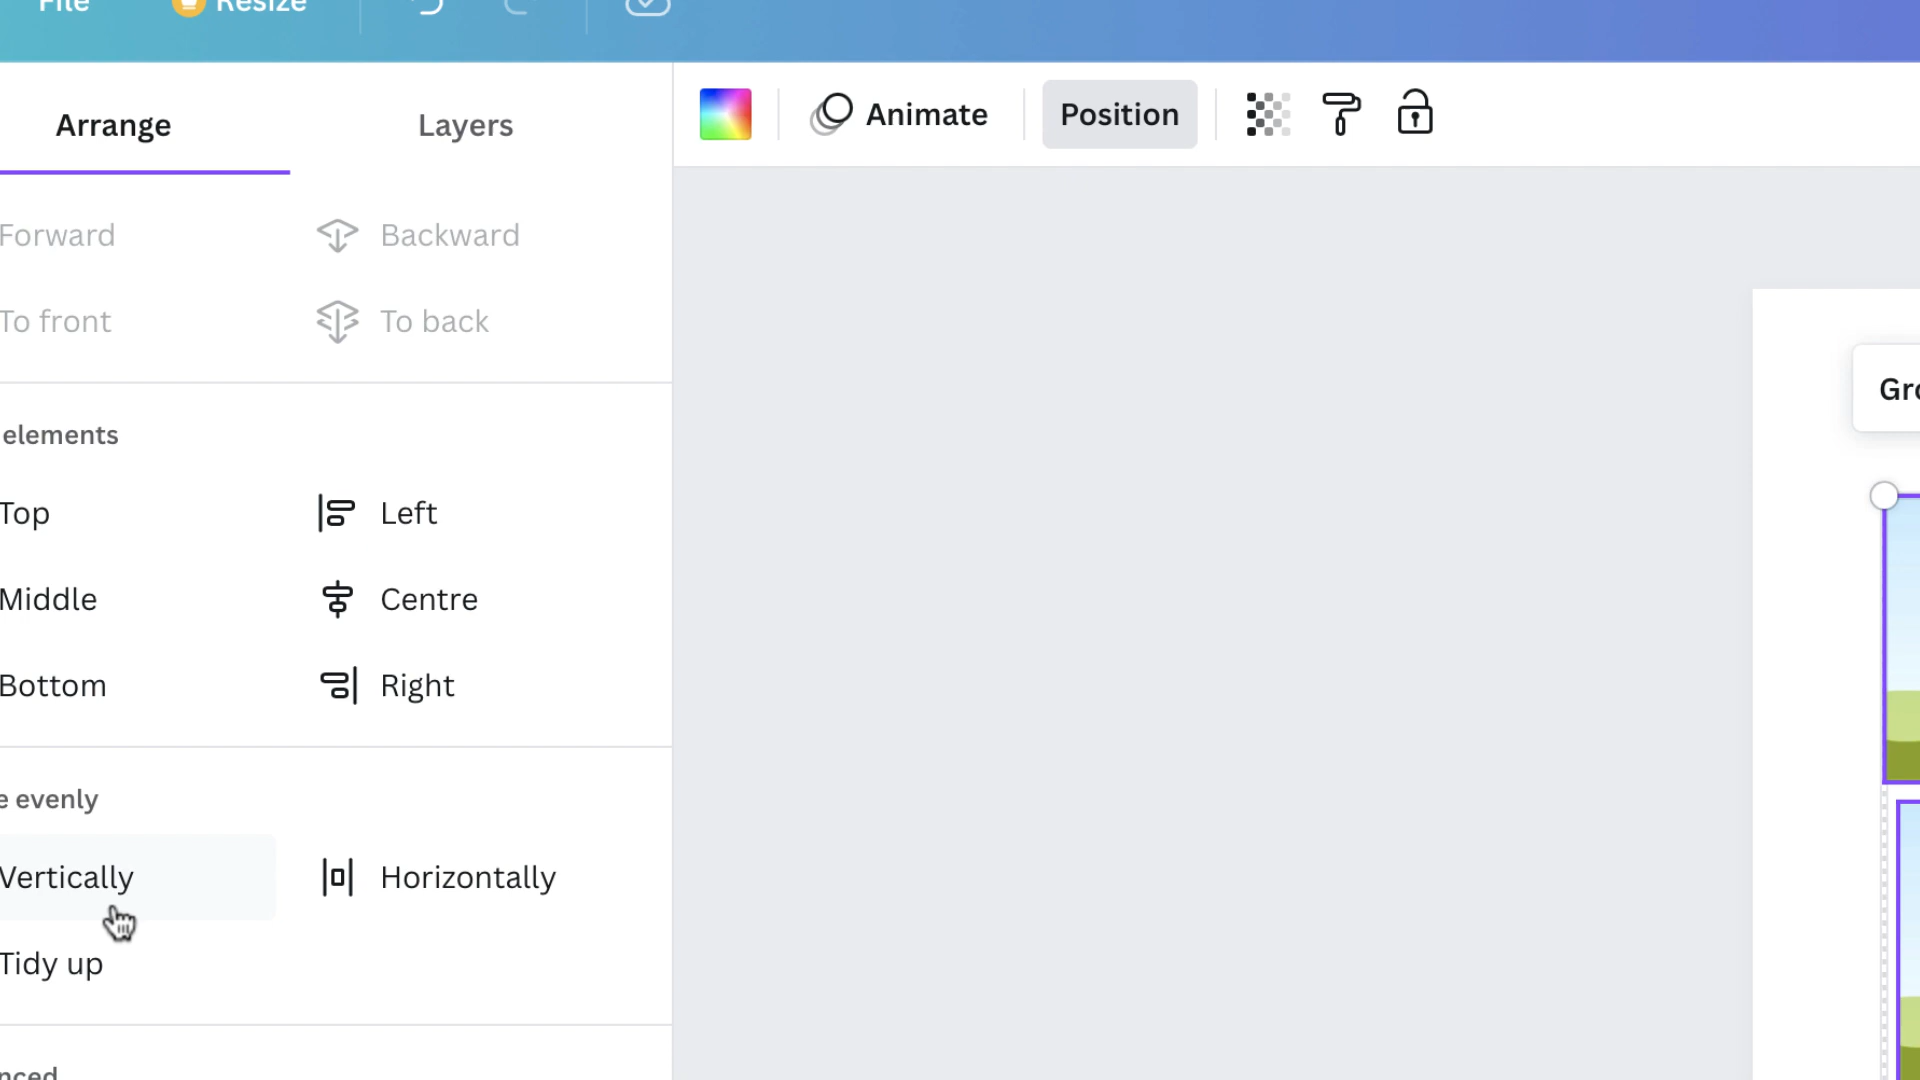 File Resize
Arrange Layers
Animate Position
Forward Backward
To front To back
elements
Top Left
Middle Centre
Bottom Right
evenly
Vertically Horizontally
Tidy up